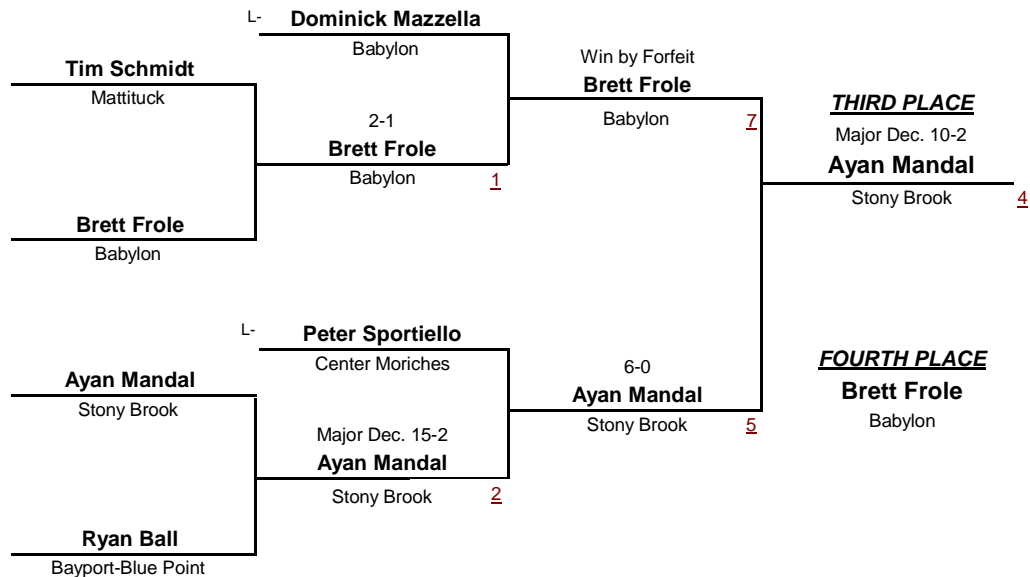 L-
Dominick Mazzella
Babylon
Win by Forfeit
Tim Schmidt
Brett Frole
THIRD PLACE
Mattituck
2-1
Babylon
7
Major Dec. 10-2
Brett Frole
Ayan Mandal
Babylon
1
Stony Brook
4
Brett Frole
Babylon
L-
Peter Sportiello
Center Moriches
6-0
FOURTH PLACE
Ayan Mandal
Ayan Mandal
Brett Frole
Stony Brook
Stony Brook
5
Babylon
Major Dec. 15-2
Ayan Mandal
Stony Brook
2
Ryan Ball
Bayport-Blue Point